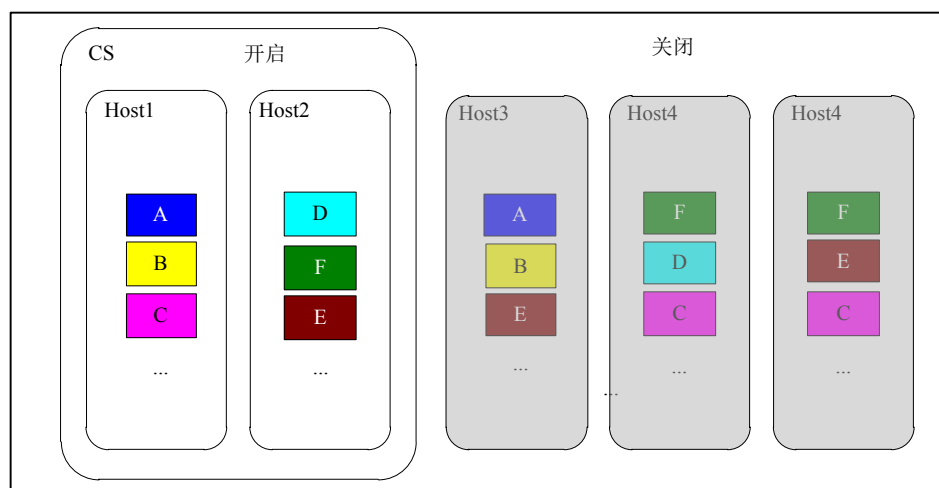 CS 开启 关闭
Host1 Host2 Host3 Host4 Host4
A D A F F
B F B D E
C E E C C
... ... ... ... ...
...